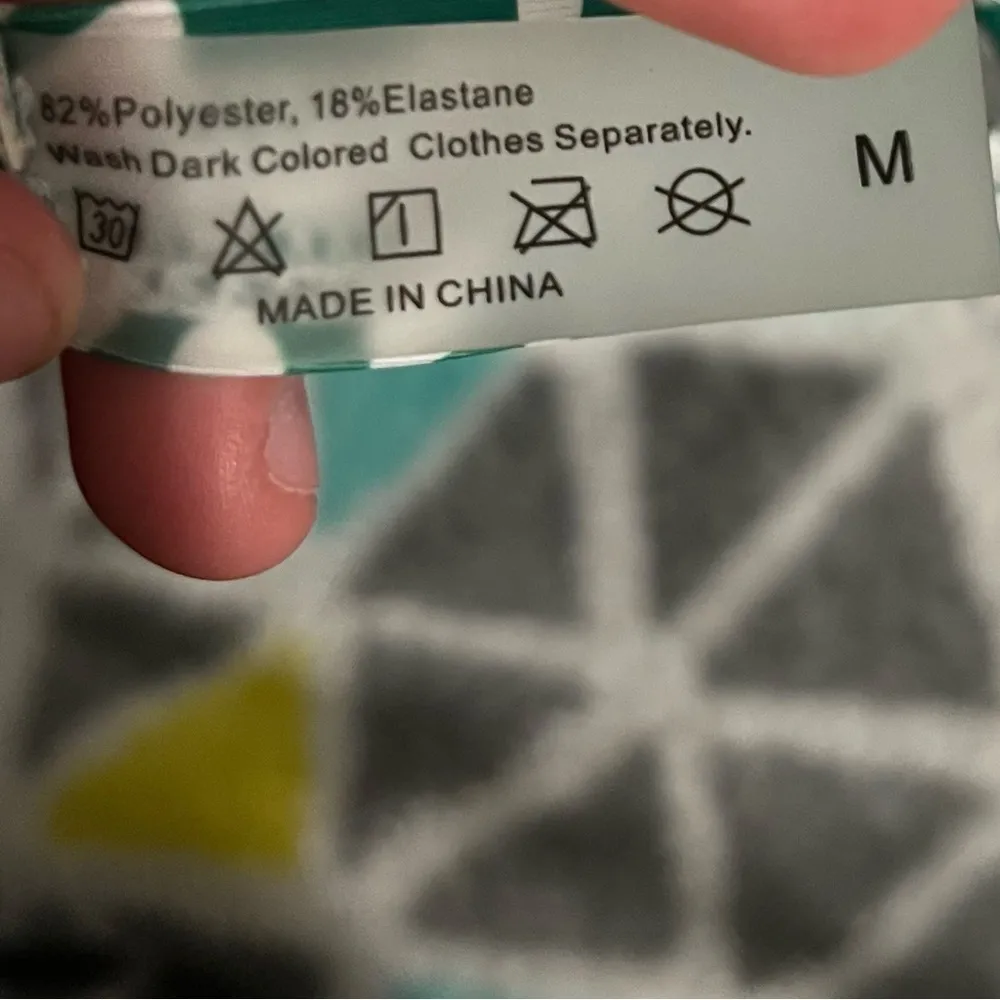 82%Polyester, 18%Elastane
Wash Dark Colored Clothes Separately.
M
30
MADE IN CHINA